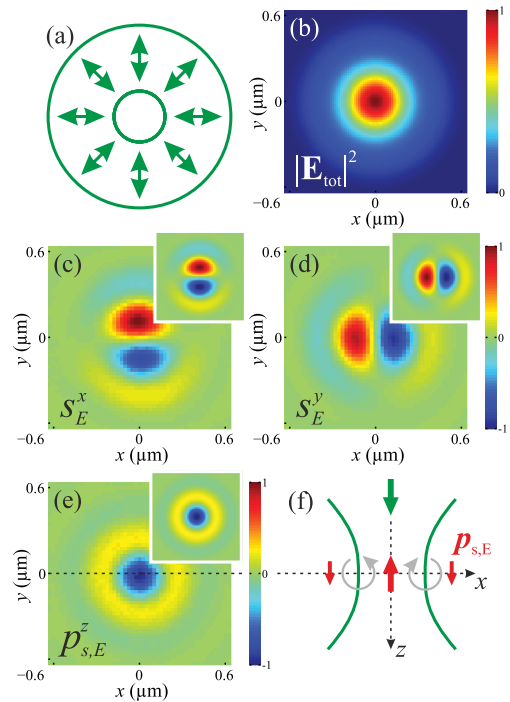 (a)
(b)
0.6
0
−0.6
y (μm)
|E_tot|²
−0.6 0 0.6
x (μm)
1
0
(c)
0.6
0
−0.6
y (μm)
s_E^x
−0.6 0 0.6
x (μm)
(d)
0.6
0
−0.6
y (μm)
s_E^y
−0.6 0 0.6
x (μm)
1
0
-1
(e)
0.6
0
−0.6
y (μm)
p_{s,E}^z
−0.6 0 0.6
x (μm)
1
0
-1
(f)
p_{s,E}
x
z